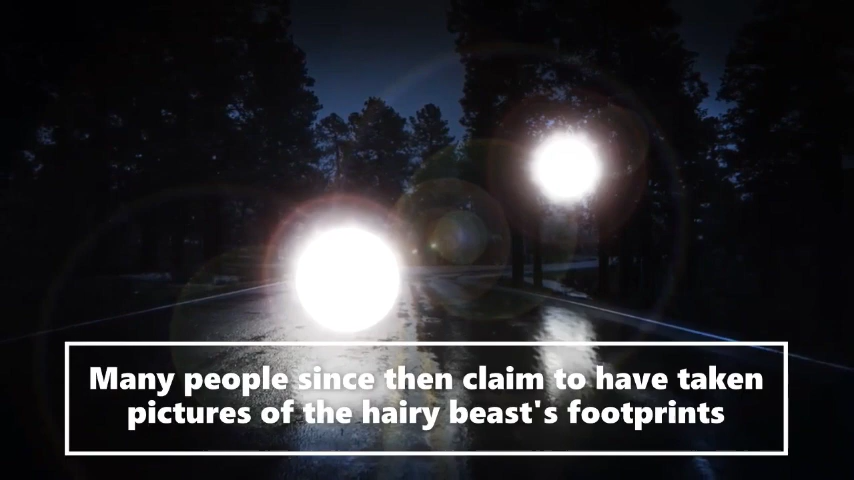 Many people since then claim to have taken
pictures of the hairy beast's footprints